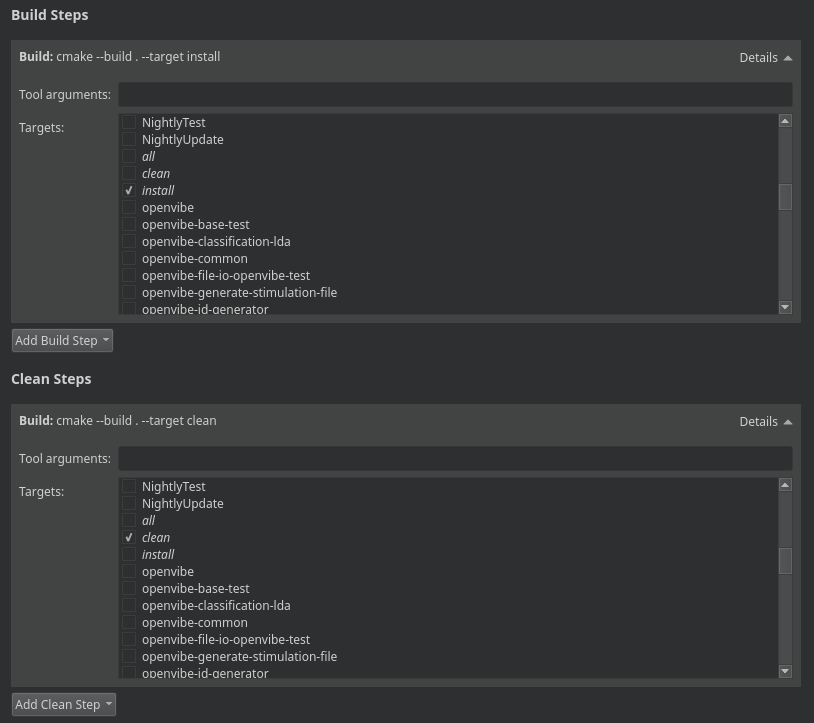 Build Steps
Build: cmake --build . --target install
Details
Tool arguments:
Targets:
NightlyTest
NightlyUpdate
all
clean
install
openvibe
openvibe-base-test
openvibe-classification-lda
openvibe-common
openvibe-file-io-openvibe-test
openvibe-generate-stimulation-file
openvibe-id-generator
Add Build Step
Clean Steps
Build: cmake --build . --target clean
Details
Tool arguments:
Targets:
NightlyTest
NightlyUpdate
all
clean
install
openvibe
openvibe-base-test
openvibe-classification-lda
openvibe-common
openvibe-file-io-openvibe-test
openvibe-generate-stimulation-file
openvibe-id-generator
Add Clean Step